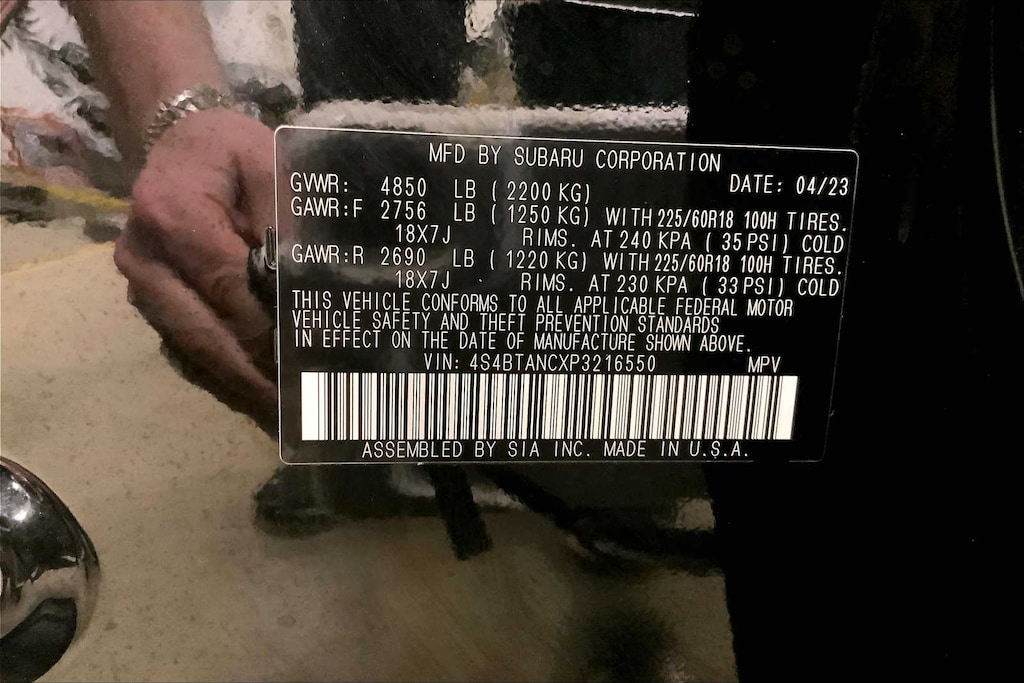 MFD BY SUBARU CORPORATION
GVWR: 4850 LB (2200 KG) DATE: 04/23
GAWR:F 2756 LB (1250 KG) WITH 225/60R18 100H TIRES.
18X7J RIMS. AT 240 KPA (35PSI) COLD
GAWR:R 2690 LB (1220 KG) WITH 225/60R18 100H TIRES.
18X7J RIMS. AT 230 KPA (33PSI) COLD
THIS VEHICLE CONFORMS TO ALL APPLICABLE FEDERAL MOTOR
VEHICLE SAFETY AND THEFT PREVENTION STANDARDS
IN EFFECT ON THE DATE OF MANUFACTURE SHOWN ABOVE.
VIN: 4S4BTANCXP3216550 MPV
ASSEMBLED BY SIA INC. MADE IN U.S.A.